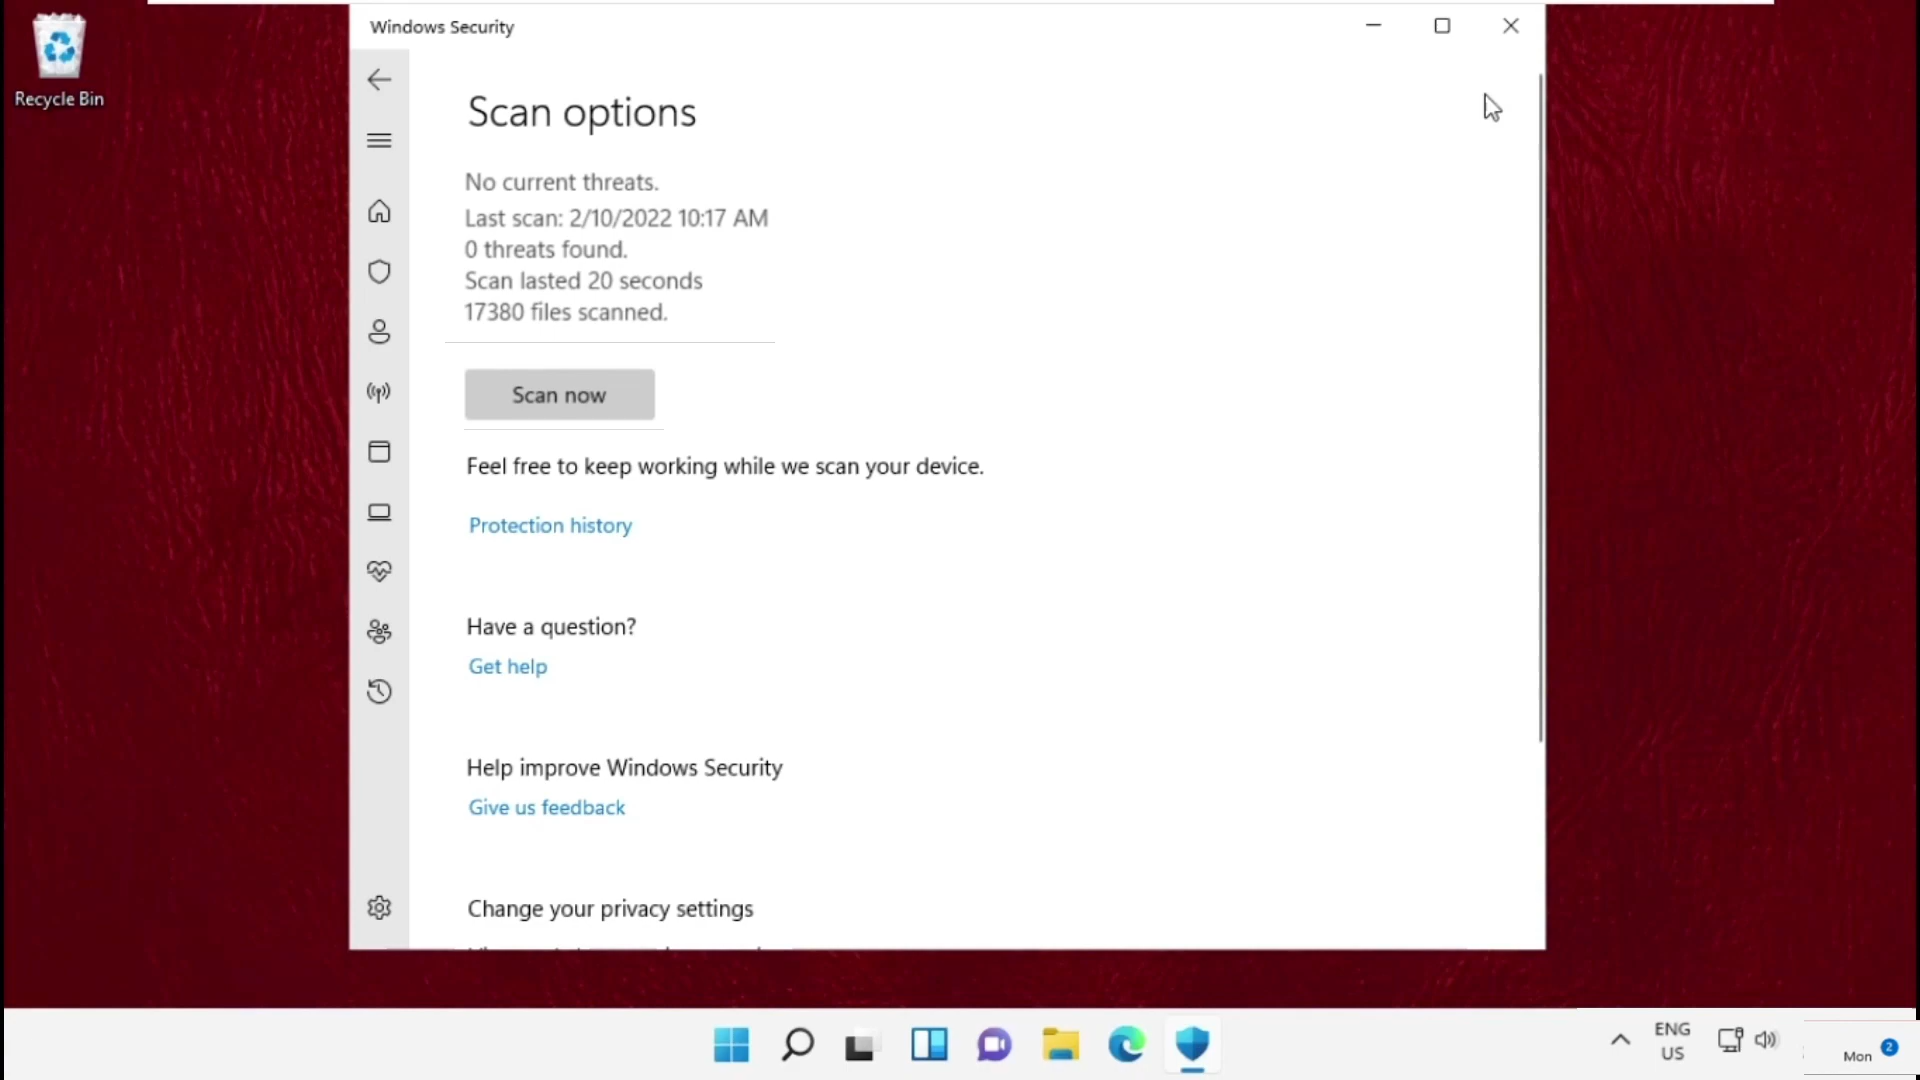 Recycle Bin
Windows Security
Scan options
No current threats.
Last scan: 2/10/2022 10:17 AM
0 threats found.
Scan lasted 20 seconds
17380 files scanned.
Scan now
Feel free to keep working while we scan your device.
Protection history
Have a question?
Get help
Help improve Windows Security
Give us feedback
Change your privacy settings
ENG
US
Mon
2